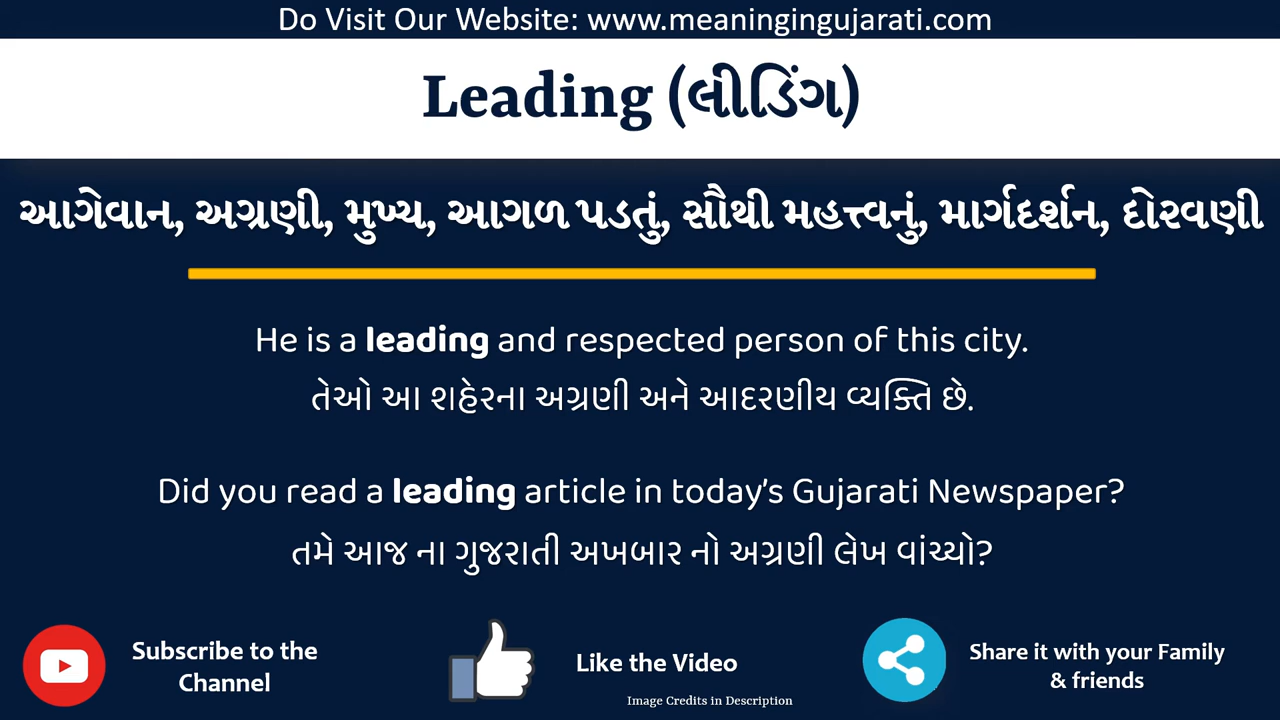 Do Visit Our Website: www.meaningingujarati.com
Leading (લીડિંગ)
આગેવાન, અગ્રણી, મુખ્ય, આગળ પડતું, સૌથી મહત્ત્વનું, માર્ગદર્શન, દોરવણી
He is a leading and respected person of this city.
તેઓ આ શહેરના અગ્રણી અને આદરણીય વ્યક્તિ છે.
Did you read a leading article in today's Gujarati Newspaper?
તમે આજ ના ગુજરાતી અખબાર નો અગ્રણી લેખ વાંચ્યો?
Subscribe to the
Channel
Like the Video
Share it with your Family
& friends
Image Credits in Description